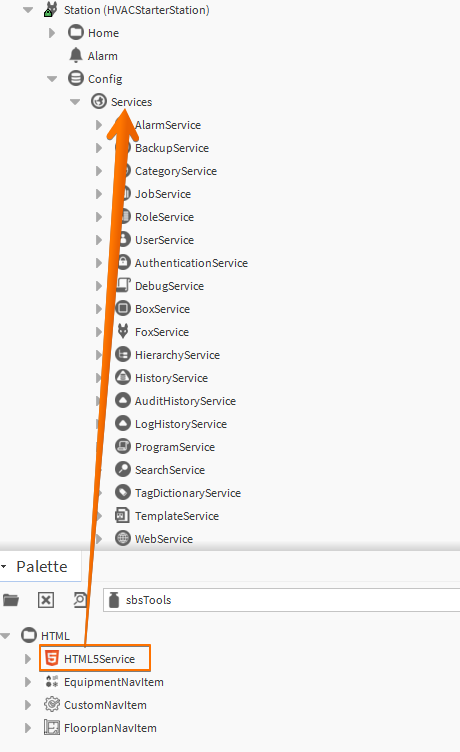 Station (HVACStarterStation)
Home
Alarm
Config
Services
AlarmService
BackupService
CategoryService
JobService
RoleService
UserService
AuthenticationService
DebugService
BoxService
FoxService
HierarchyService
HistoryService
AuditHistoryService
LogHistoryService
ProgramService
SearchService
TagDictionaryService
TemplateService
WebService
Palette
sbsTools
HTML
HTML5Service
EquipmentNavItem
CustomNavItem
FloorplanNavItem